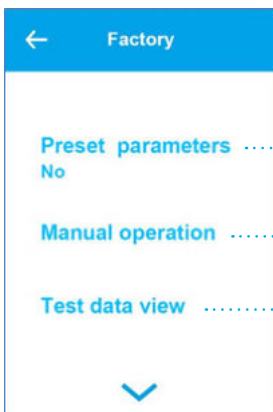 Factory
Preset parameters
No
Manual operation
Test data view